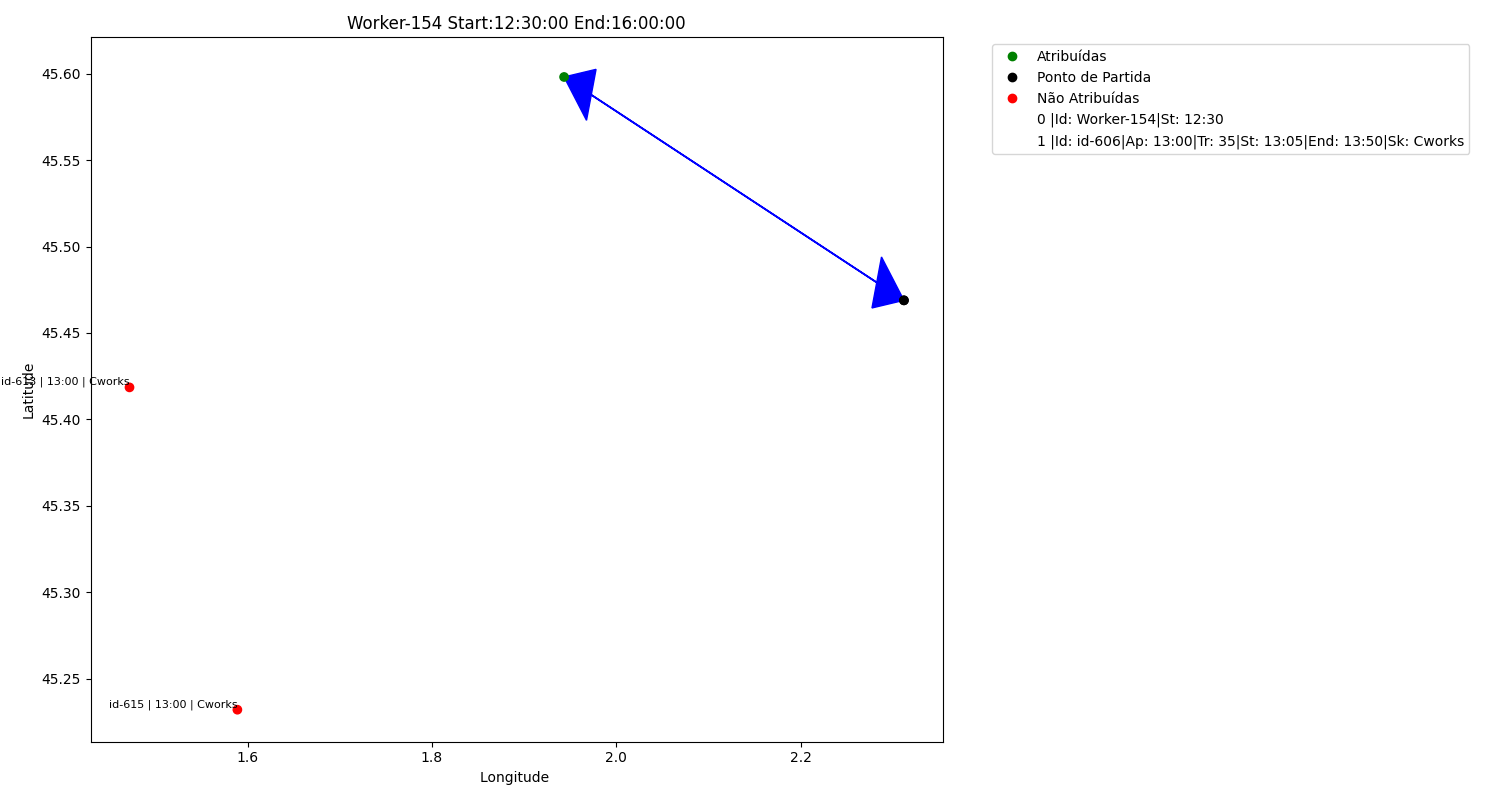 Worker-154 Start:12:30:00 End:16:00:00
Atribuídas
Ponto de Partida
Não Atribuídas
0 |Id: Worker-154|St: 12:30
1 |Id: id-606|Ap: 13:00|Tr: 35|St: 13:05|End: 13:50|Sk: Cworks
45.60
45.55
45.50
45.45
45.40
45.35
45.30
45.25
Latitude
| 13:00 | Cworks
id-615 | 13:00 | Cworks
1.6
1.8
2.0
2.2
Longitude